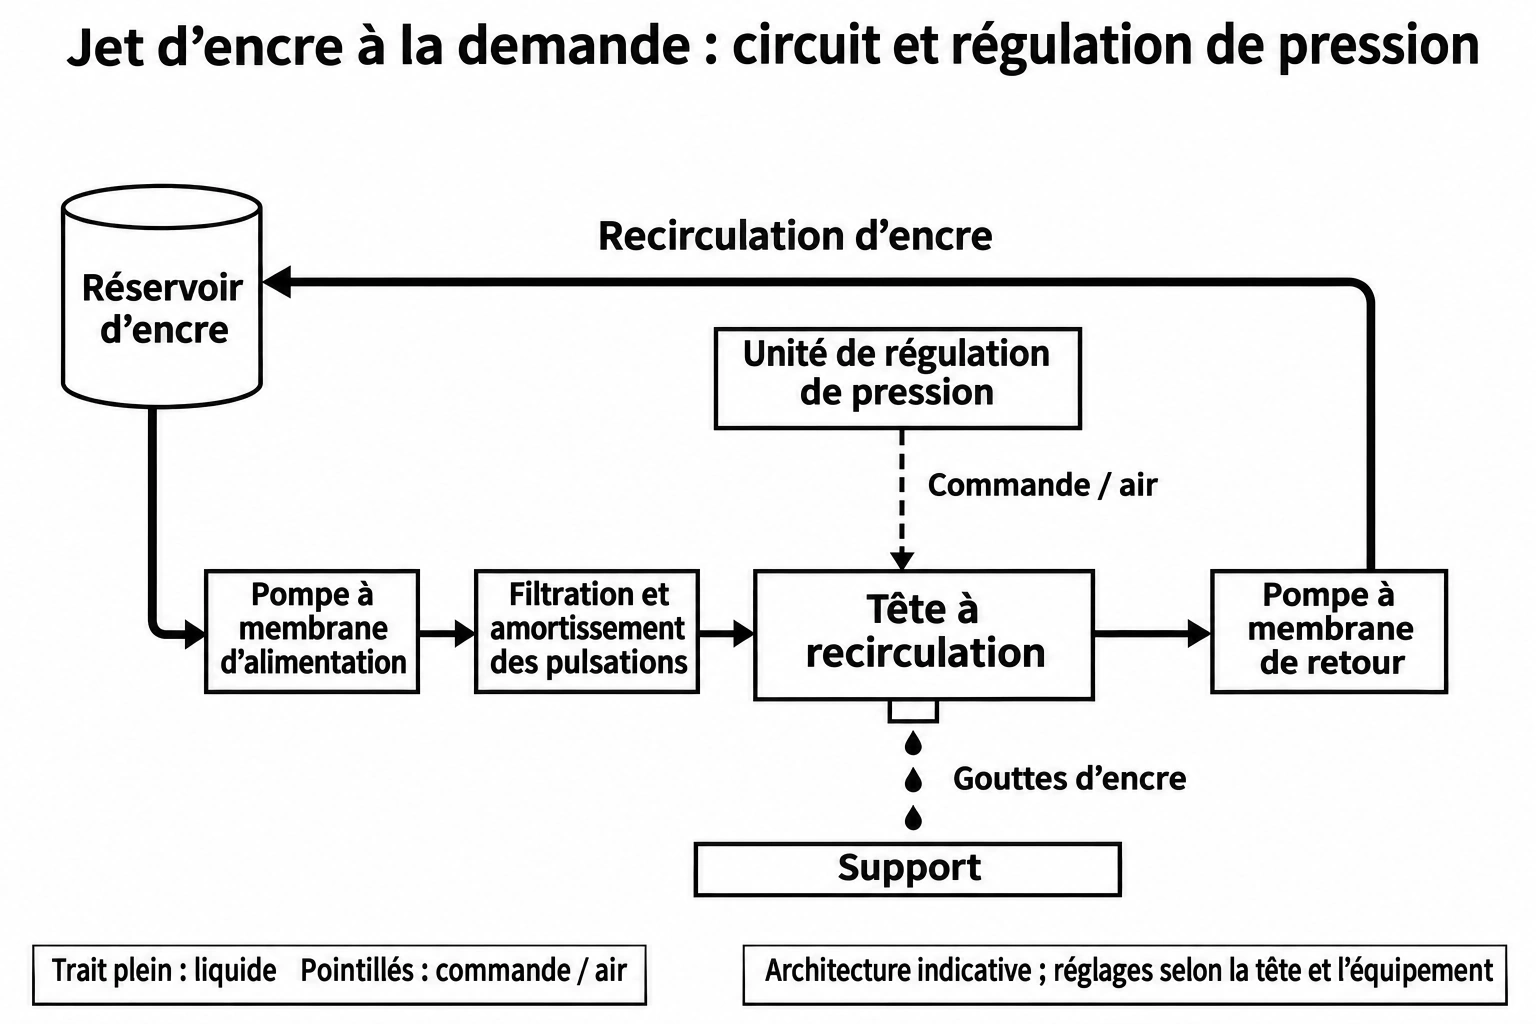 Jet d’encre à la demande : circuit et régulation de pression
Recirculation d’encre
Réservoir
d’encre
Unité de régulation
de pression
Commande / air
Pompe à
membrane
d’alimentation
Filtration et
amortissement
des pulsations
Tête à
recirculation
Pompe à
membrane
de retour
Gouttes d’encre
Support
Trait plein : liquide   Pointillés : commande / air
Architecture indicative ; réglages selon la tête et l’équipement